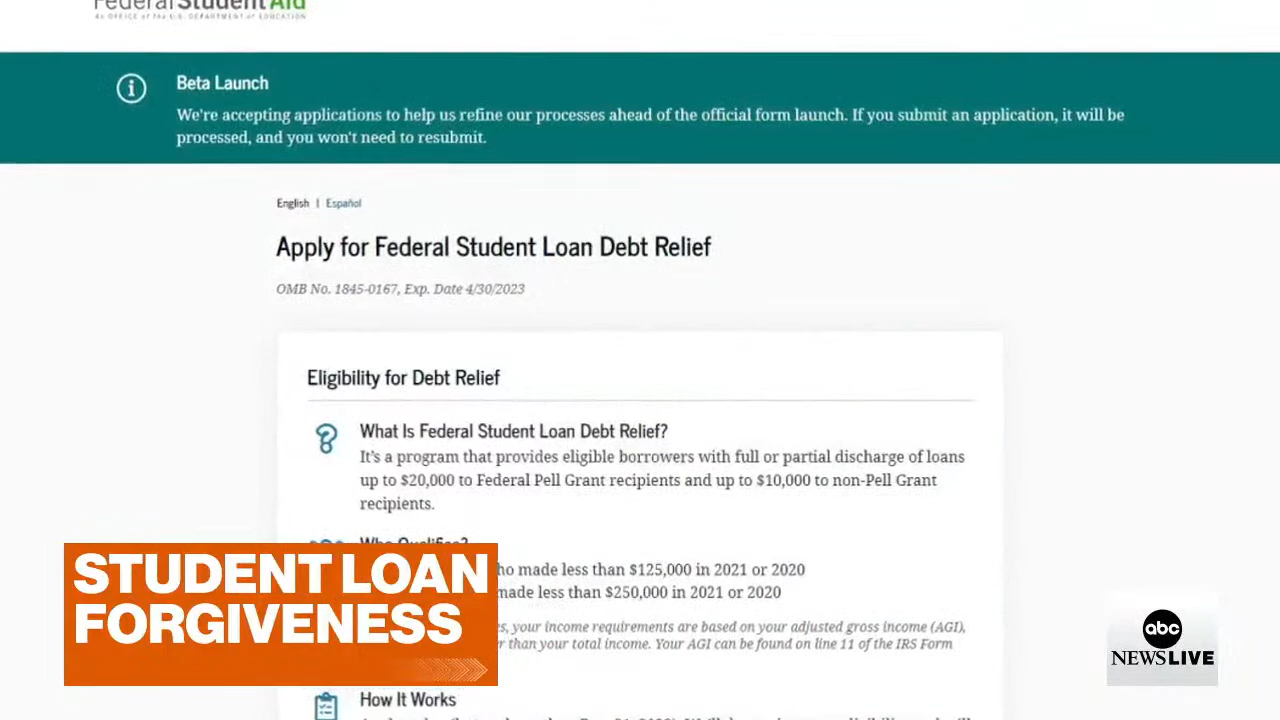 Federal Student Aid
An OFFICE of the U.S. DEPARTMENT of EDUCATION
Beta Launch
We're accepting applications to help us refine our processes ahead of the official form launch. If you submit an application, it will be
processed, and you won't need to resubmit.
English | Español
Apply for Federal Student Loan Debt Relief
OMB No. 1845-0167, Exp. Date 4/30/2023
Eligibility for Debt Relief
What Is Federal Student Loan Debt Relief?
It's a program that provides eligible borrowers with full or partial discharge of loans
up to $20,000 to Federal Pell Grant recipients and up to $10,000 to non-Pell Grant
recipients.
Who Qualifies?
who made less than $125,000 in 2021 or 2020
made less than $250,000 in 2021 or 2020
your income requirements are based on your adjusted gross income (AGI),
than your total income. Your AGI can be found on line 11 of the IRS Form
How It Works
STUDENT LOAN
FORGIVENESS
abc
NEWS LIVE